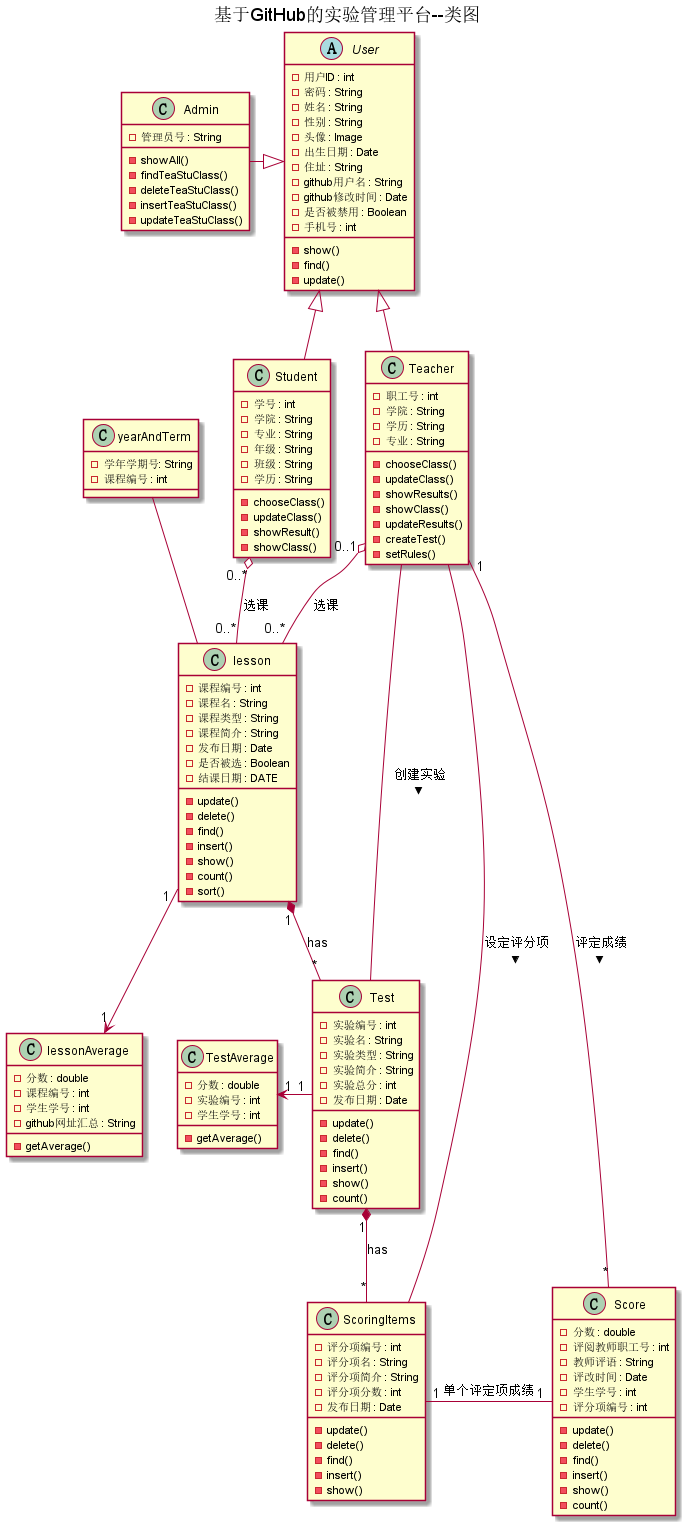 基于GitHub的实验管理平台--类图
A User
用户ID : int
密码 : String
姓名 : String
性别 : String
头像 : Image
出生日期 : Date
住址 : String
github用户名 : String
github修改时间 : Date
是否被禁用 : Boolean
手机号 : int
show()
find()
update()
C Admin
管理员号 : String
showAll()
findTeaStuClass()
deleteTeaStuClass()
insertTeaStuClass()
updateTeaStuClass()
C Student
学号 : int
学院 : String
专业 : String
年级 : String
班级 : String
学历 : String
chooseClass()
updateClass()
showResult()
showClass()
C Teacher
职工号 : int
学院 : String
学历 : String
专业 : String
chooseClass()
updateClass()
showResults()
showClass()
updateResults()
createTest()
setRules()
C yearAndTerm
学年学期号: String
课程编号 : int
0..*
选课
0..*
0..1
选课
0..*
1
C lesson
课程编号 : int
课程名 : String
课程类型 : String
课程简介 : String
发布日期 : Date
是否被选 : Boolean
结课日期 : DATE
update()
delete()
find()
insert()
show()
count()
sort()
创建实验
▼
设定评分项
▼
评定成绩
▼
1
1
1
has
*
C lessonAverage
分数 : double
课程编号 : int
学生学号 : int
github网址汇总 : String
getAverage()
C TestAverage
分数 : double
实验编号 : int
学生学号 : int
getAverage()
1
1
C Test
实验编号 : int
实验名 : String
实验类型 : String
实验简介 : String
实验总分 : int
发布日期 : Date
update()
delete()
find()
insert()
show()
count()
1
has
*
*
C ScoringItems
评分项编号 : int
评分项名 : String
评分项简介 : String
评分项分数 : int
发布日期 : Date
update()
delete()
find()
insert()
show()
1
单个评定项成绩
1
C Score
分数 : double
评阅教师职工号 : int
教师评语 : String
评改时间 : Date
学生学号 : int
评分项编号 : int
update()
delete()
find()
insert()
show()
count()